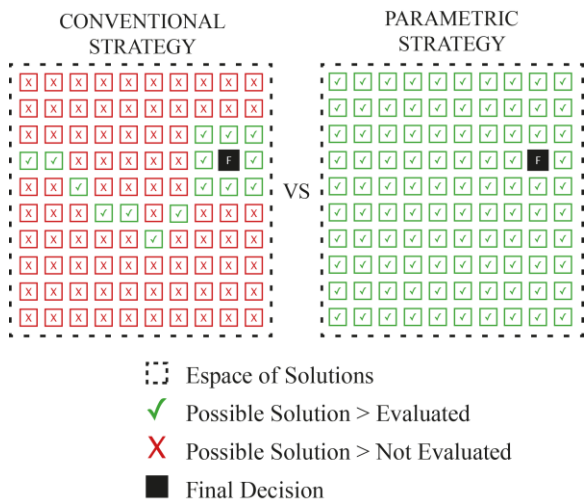 CONVENTIONAL
STRATEGY
PARAMETRIC
STRATEGY
F
VS
F
Espace of Solutions
Possible Solution > Evaluated
Possible Solution > Not Evaluated
Final Decision